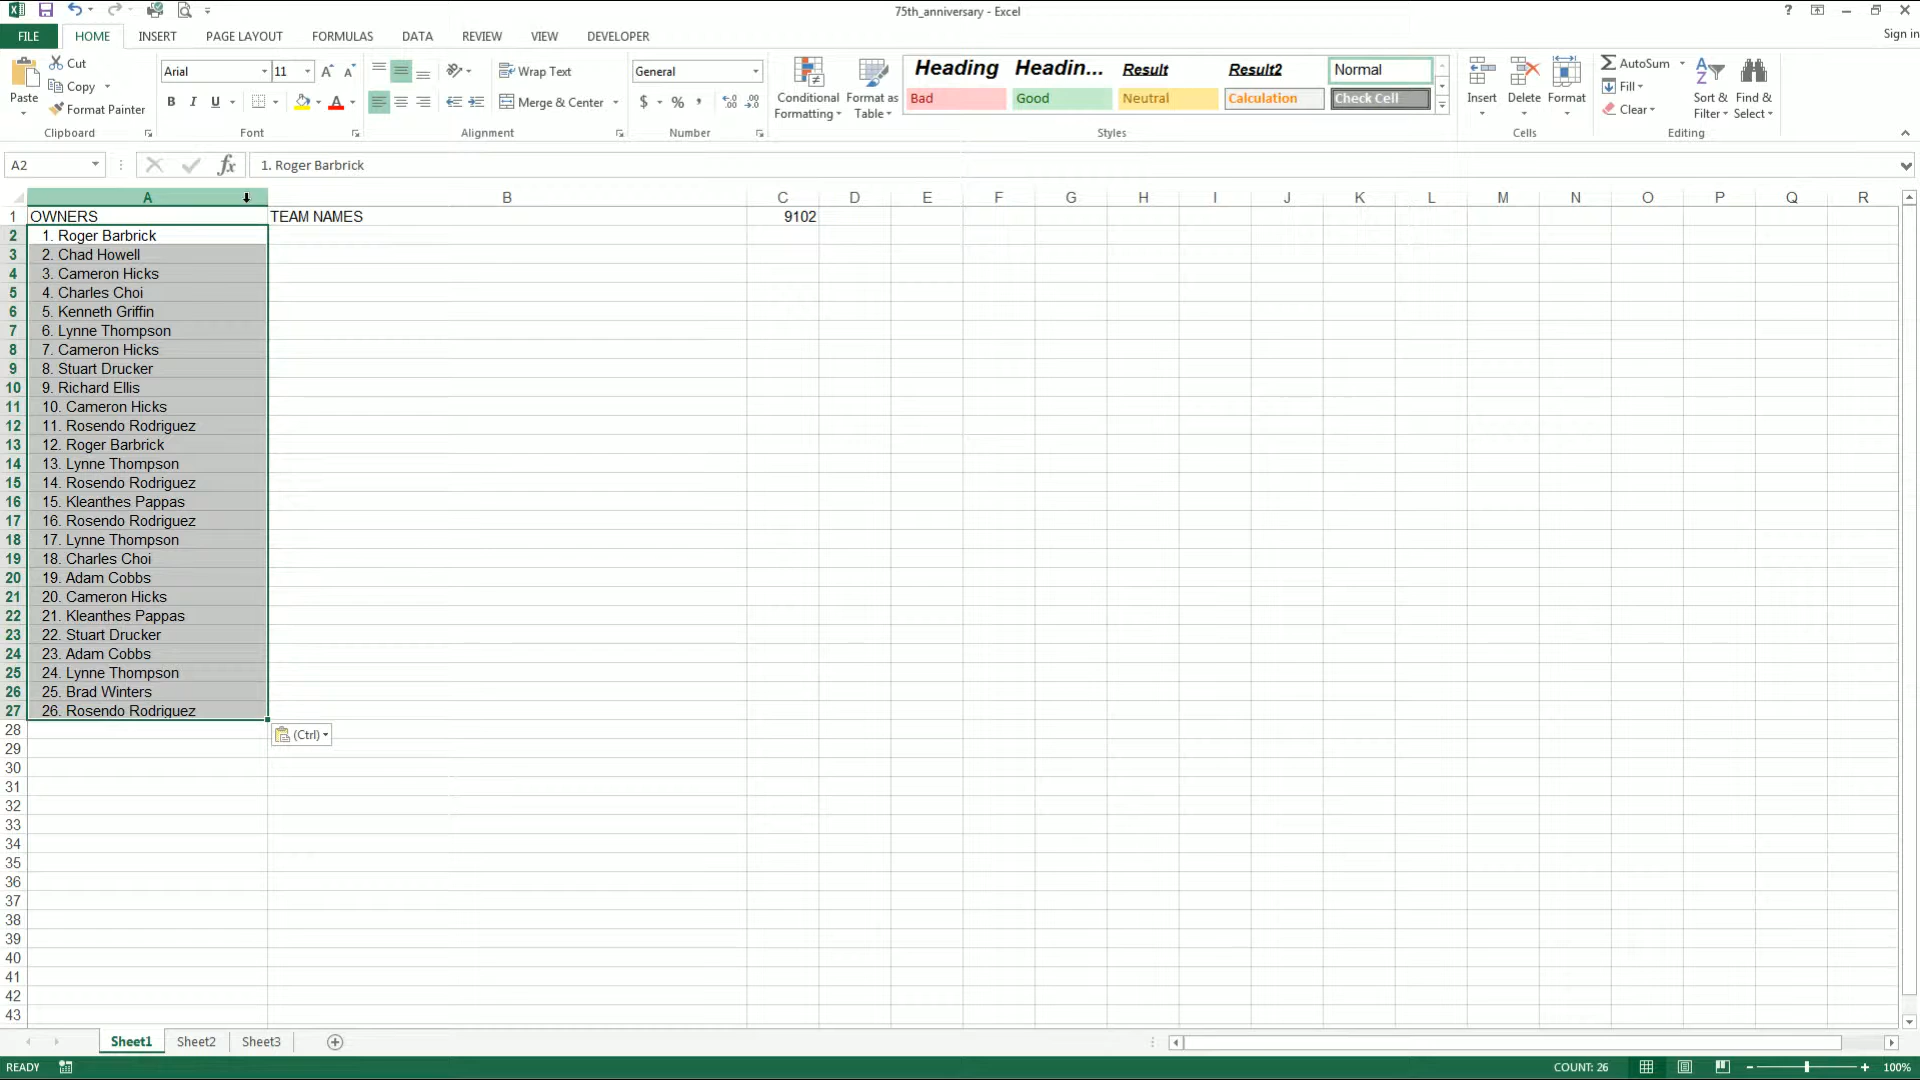 75th_anniversary - Excel
?
Sign in
FILE HOME INSERT PAGE LAYOUT FORMULAS DATA REVIEW VIEW DEVELOPER
Paste
Cut
Copy
Format Painter
Clipboard
Arial 11
B I U
Font
Wrap Text
Merge & Center
Alignment
General
$ % ,
Number
Conditional Formatting
Format as Table
Heading Headin... Result Result2 Normal
Bad Good Neutral Calculation Check Cell
Styles
Insert Delete Format
Cells
AutoSum
Fill
Clear
Sort & Filter
Find & Select
Editing
A2 fx 1. Roger Barbrick
A B C D E F G H I J K L M N O P Q R
1 OWNERS TEAM NAMES 9102
2 1. Roger Barbrick
3 2. Chad Howell
4 3. Cameron Hicks
5 4. Charles Choi
6 5. Kenneth Griffin
7 6. Lynne Thompson
8 7. Cameron Hicks
9 8. Stuart Drucker
10 9. Richard Ellis
11 10. Cameron Hicks
12 11. Rosendo Rodriguez
13 12. Roger Barbrick
14 13. Lynne Thompson
15 14. Rosendo Rodriguez
16 15. Kleanthes Pappas
17 16. Rosendo Rodriguez
18 17. Lynne Thompson
19 18. Charles Choi
20 19. Adam Cobbs
21 20. Cameron Hicks
22 21. Kleanthes Pappas
23 22. Stuart Drucker
24 23. Adam Cobbs
25 24. Lynne Thompson
26 25. Brad Winters
27 26. Rosendo Rodriguez
28 (Ctrl)
29
30
31
32
33
34
35
36
37
38
39
40
41
42
43
Sheet1 Sheet2 Sheet3
READY COUNT: 26 100%